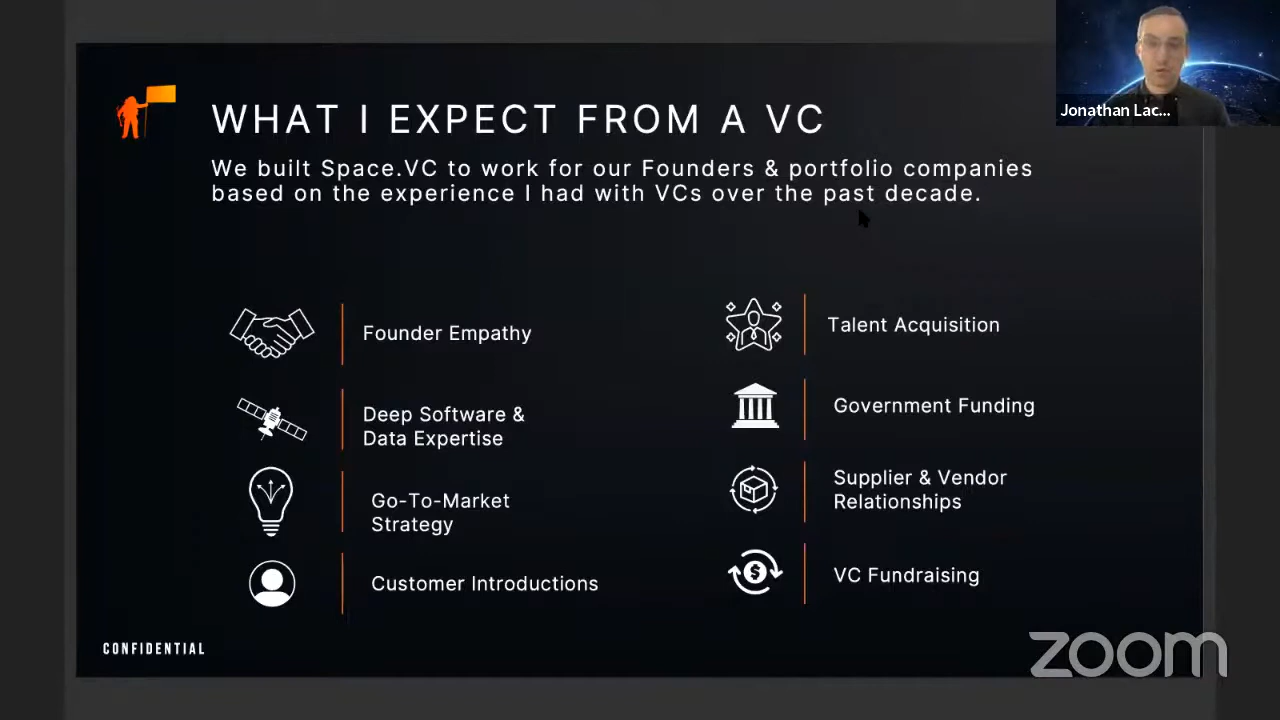 Jonathan Lac...
WHAT I EXPECT FROM A VC
We built Space.VC to work for our Founders & portfolio companies
based on the experience I had with VCs over the past decade.
Founder Empathy
Deep Software &
Data Expertise
Go-To-Market
Strategy
Customer Introductions
Talent Acquisition
Government Funding
Supplier & Vendor
Relationships
$
VC Fundraising
CONFIDENTIAL
zoom